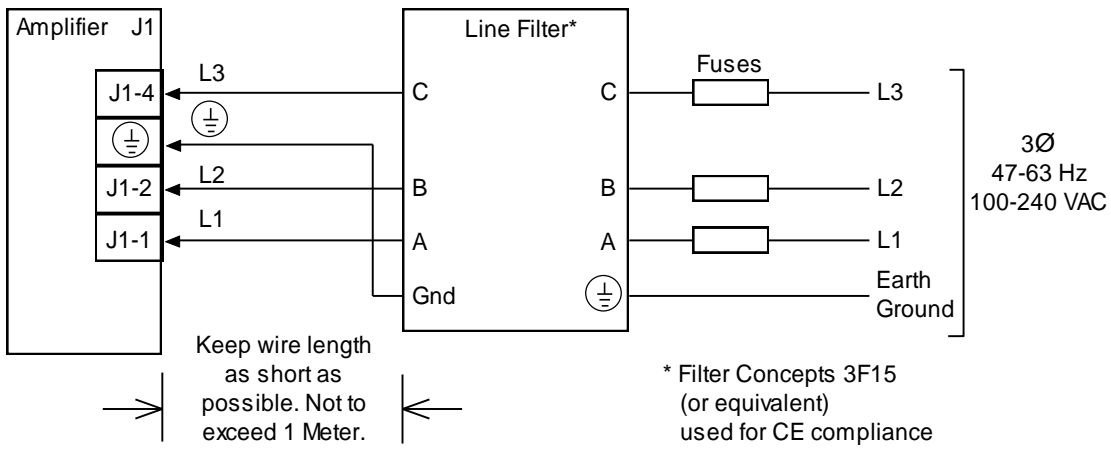 Amplifier J1
Line Filter*
Fuses
L3
J1-4
C
C
L3
J1-2
L2
B
B
L2
J1-1
L1
A
A
L1
Gnd
Earth
Ground
3Ø
47-63 Hz
100-240 VAC
Keep wire length
as short as
possible. Not to
exceed 1 Meter.
* Filter Concepts 3F15
(or equivalent)
used for CE compliance